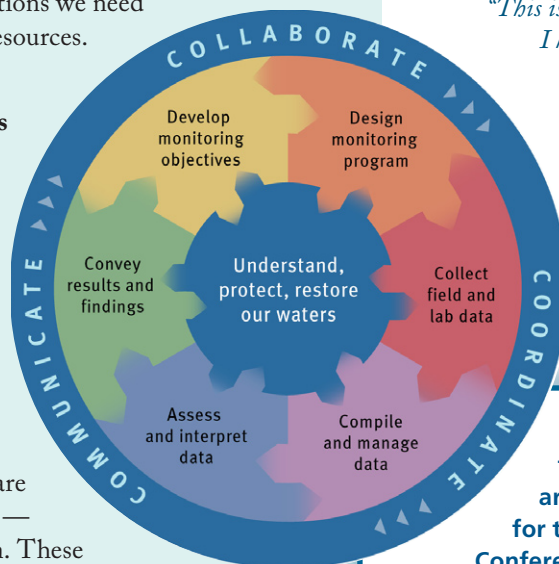 tions we need
esources.
"This is
I
s
COLLABORATE
Develop
monitoring
objectives
Design
monitoring
program
Convey
results and
findings
Understand,
protect, restore
our waters
Collect
field and
lab data
COMMUNICATE
COORDINATE
Assess
and interpret
data
Compile
and manage
data
are
—
n. These
ar
for t
Conferen